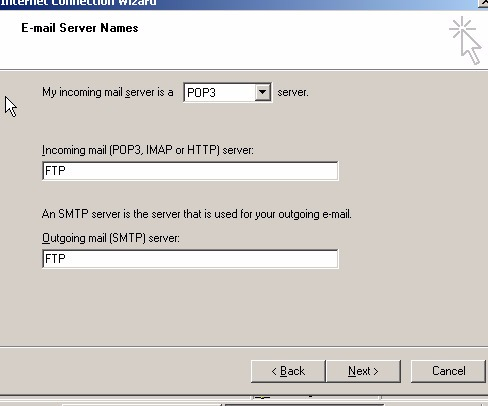 Internet Connection Wizard
E-mail Server Names
My incoming mail server is a POP3 server.
Incoming mail (POP3, IMAP or HTTP) server:
FTP
An SMTP server is the server that is used for your outgoing e-mail.
Outgoing mail (SMTP) server:
FTP
< Back Next > Cancel